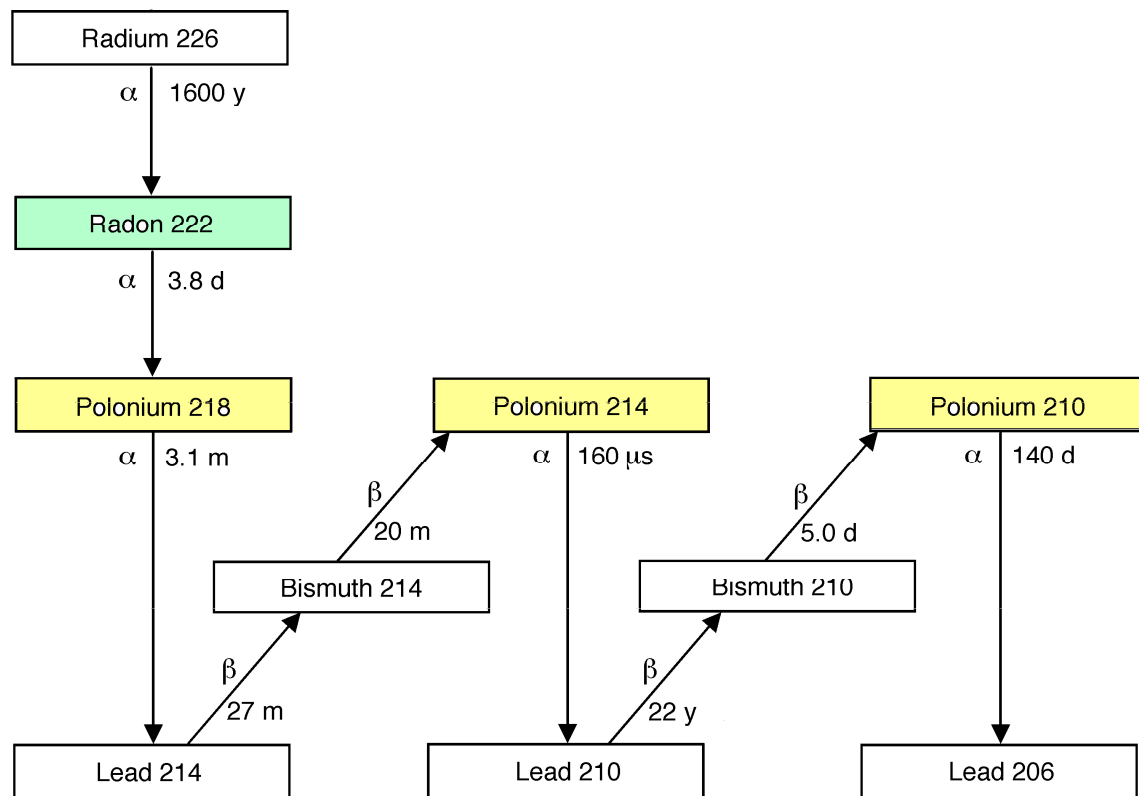 Radium 226
α 1600 y
Radon 222
α 3.8 d
Polonium 218
Polonium 214
Polonium 210
α 3.1 m
α 160 μs
α 140 d
β
20 m
β
5.0 d
Bismuth 214
Bismuth 210
β
27 m
β
22 y
Lead 214
Lead 210
Lead 206